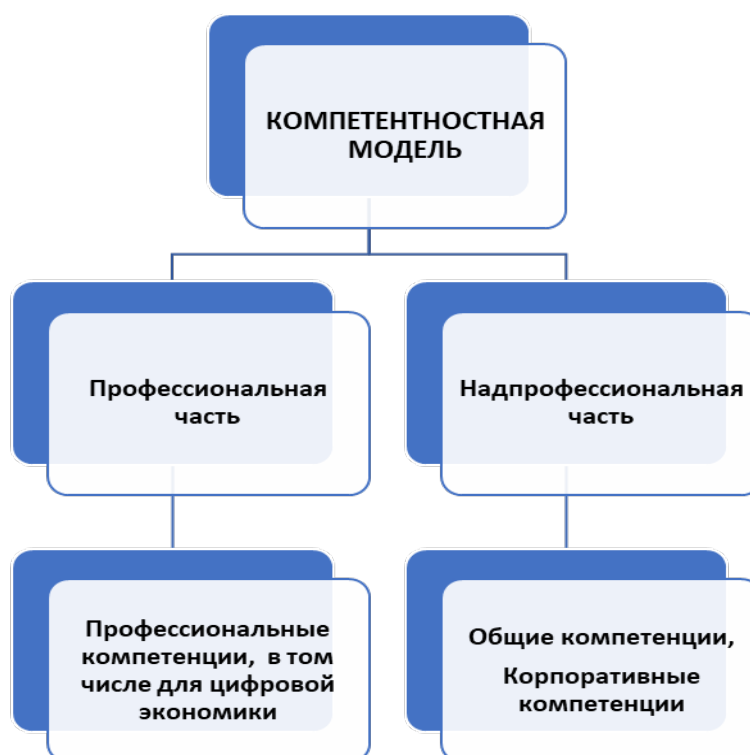 КОМПЕТЕНТНОСТНАЯ
МОДЕЛЬ
Профессиональная
часть
Надпрофессиональная
часть
Профессиональные
компетенции, в том
числе для цифровой
экономики
Общие компетенции,
Корпоративные
компетенции